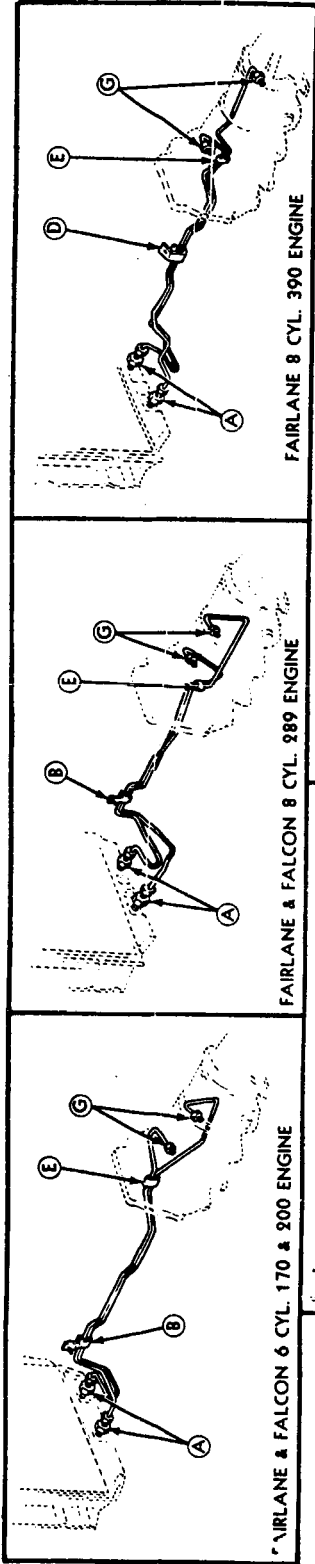 E
G
B
A
AIRLANE & FALCON 6 CYL. 170 & 200 ENGINE
B
E
G
A
FAIRLANE & FALCON 8 CYL. 289 ENGINE
D
E
G
A
FAIRLANE 8 CYL. 390 ENGINE